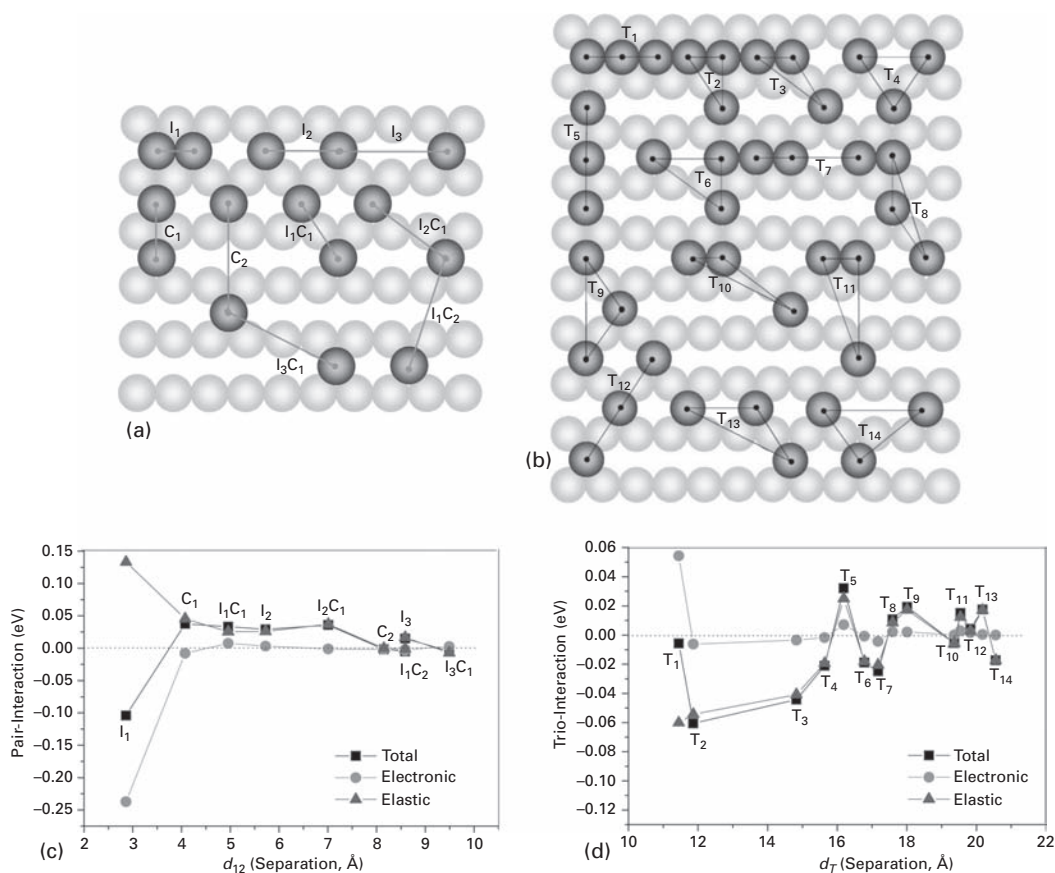 I₁
I₂
I₃
C₁
C₂
I₁C₁
I₂C₁
I₁C₂
I₃C₁
(a)
T₁
T₂
T₃
T₄
T₅
T₆
T₇
T₈
T₉
T₁₀
T₁₁
T₁₂
T₁₃
T₁₄
(b)
Pair-Interaction (eV)
0.15
0.10
0.05
0.00
–0.05
–0.10
–0.15
–0.20
–0.25
I₁
C₁
I₁C₁
I₂
I₂C₁
C₂
I₃
I₁C₂
I₃C₁
Total
Electronic
Elastic
2 3 4 5 6 7 8 9 10
(c)
d₁₂ (Separation, Å)
Trio-Interaction (eV)
0.06
0.04
0.02
0.00
–0.02
–0.04
–0.06
–0.08
–0.10
–0.12
T₁
T₂
T₃
T₄
T₅
T₆
T₇
T₈
T₉
T₁₀
T₁₁
T₁₂
T₁₃
T₁₄
Total
Electronic
Elastic
10 12 14 16 18 20 22
(d)
d_T (Separation, Å)